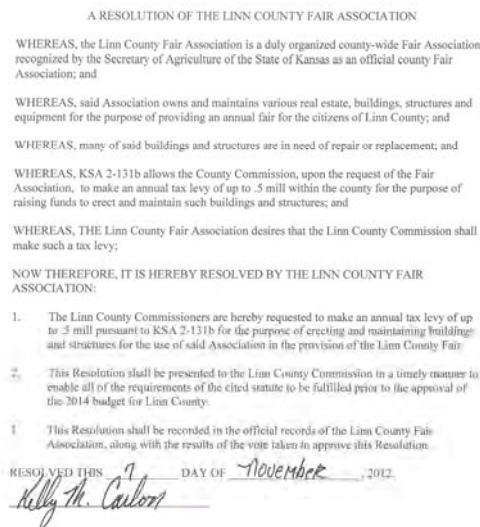 A RESOLUTION OF THE LINN COUNTY FAIR ASSOCIATION
WHEREAS, the Linn County Fair Association is a duly organized county-wide Fair Association
recognized by the Secretary of Agriculture of the State of Kansas as an official county Fair
Association; and
WHEREAS, said Association owns and maintains various real estate, buildings, structures and
equipment for the purpose of providing an annual fair for the citizens of Linn County; and
WHEREAS, many of said buildings and structures are in need of repair or replacement; and
WHEREAS, KSA 2-131b allows the County Commission, upon the request of the Fair
Association, to make an annual tax levy of up to .5 mill within the county for the purpose of
raising funds to erect and maintain such buildings and structures; and
WHEREAS, THE Linn County Fair Association desires that the Linn County Commission shall
make such a tax levy;
NOW THEREFORE, IT IS HEREBY RESOLVED BY THE LINN COUNTY FAIR
ASSOCIATION:
1. The Linn County Commissioners are hereby requested to make an annual tax levy of up
to .5 mill pursuant to KSA 2-131b for the purpose of erecting and maintaining buildings
and structures for the use of said Association in the provision of the Linn County Fair
2. This Resolution shall be presented to the Linn County Commission in a timely manner to
enable all of the requirements of the cited statute to be fulfilled prior to the approval of
the 2014 budget for Linn County.
This Resolution shall be recorded in the official records of the Linn County Fair
Association, along with the results of the vote taken to approve this Resolution
RESOLVED THIS 7 DAY OF November, 2012.
Kelly M.